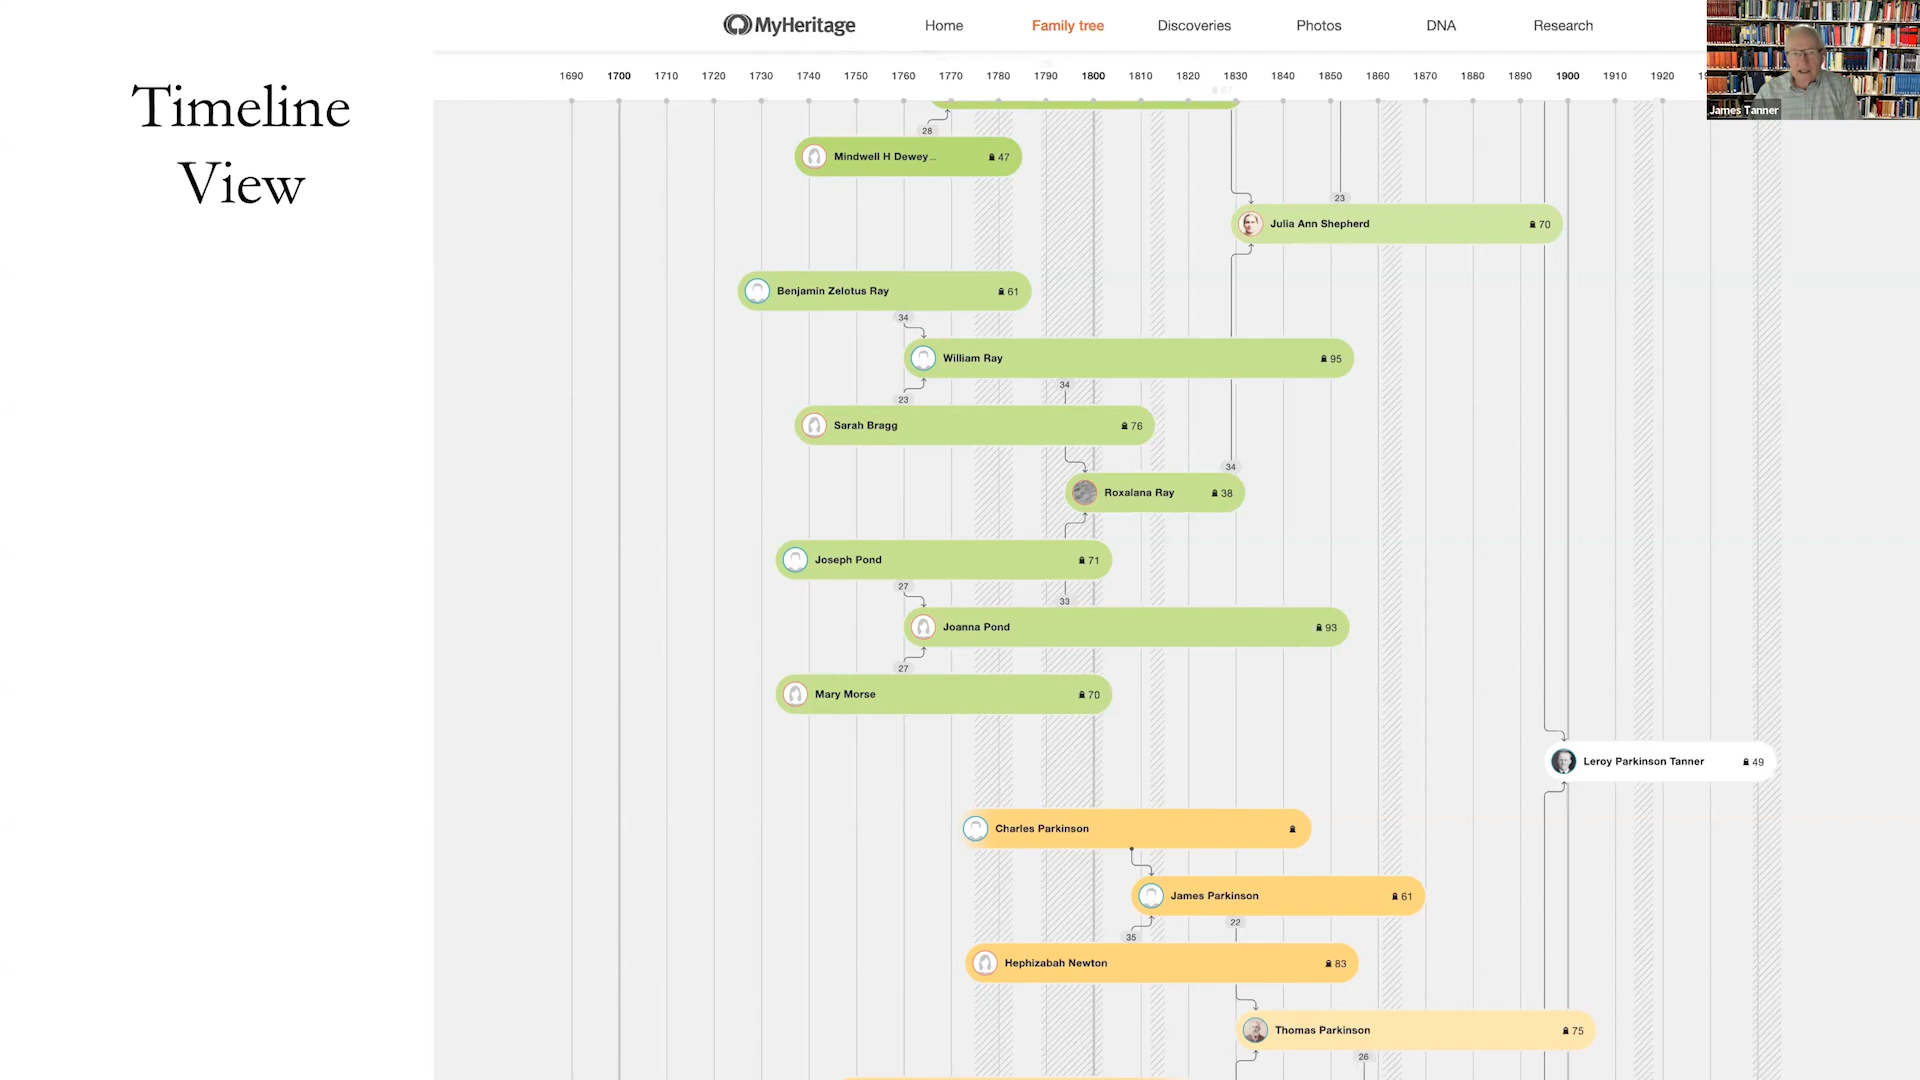 Timeline
View
MyHeritage
Home
Family tree
Discoveries
Photos
DNA
Research
James Tanner
1690 1700 1710 1720 1730 1740 1750 1760 1770 1780 1790 1800 1810 1820 1830 1840 1850 1860 1870 1880 1890 1900 1910 1920
67
28
Mindwell H Dewey... 47
23
Julia Ann Shepherd 70
Benjamin Zelotus Ray 61
34
William Ray 95
34
23
Sarah Bragg 76
34
Roxalana Ray 38
Joseph Pond 71
27
33
Joanna Pond 93
27
Mary Morse 70
Leroy Parkinson Tanner 49
Charles Parkinson
James Parkinson 61
22
35
Hephizabah Newton 83
Thomas Parkinson 75
26